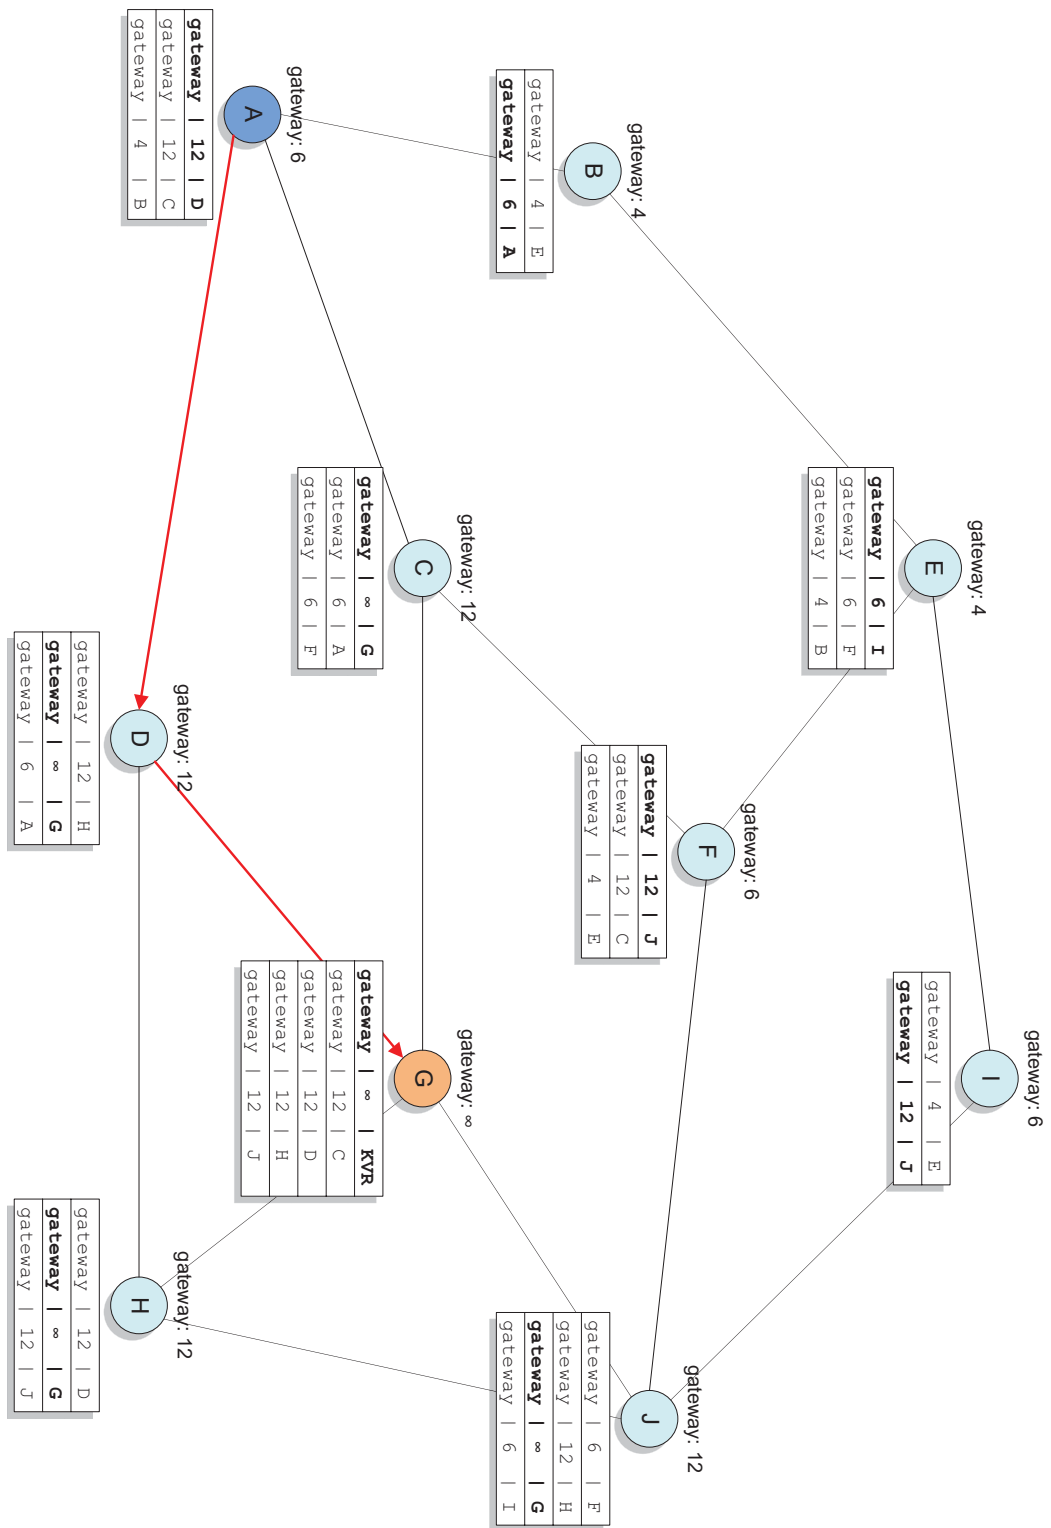 gateway: 6
I
gateway | 4 | E
gateway | 12 | J
gateway: 4
E
gateway | 6 | I
gateway | 6 | F
gateway | 4 | B
gateway: 6
F
gateway | 12 | J
gateway | 12 | C
gateway | 4 | E
gateway: 12
J
gateway | 6 | F
gateway | 12 | H
gateway | ∞ | G
gateway | 6 | I
gateway: 4
B
gateway | 4 | E
gateway | 6 | A
gateway: 12
C
gateway | ∞ | G
gateway | 6 | A
gateway | 6 | F
gateway: ∞
G
gateway | ∞ | KVR
gateway | 12 | C
gateway | 12 | D
gateway | 12 | H
gateway | 12 | J
gateway: 6
A
gateway | 12 | D
gateway | 12 | C
gateway | 4 | B
gateway: 12
D
gateway | 12 | H
gateway | ∞ | G
gateway | 6 | A
gateway: 12
H
gateway | 12 | D
gateway | ∞ | G
gateway | 12 | J